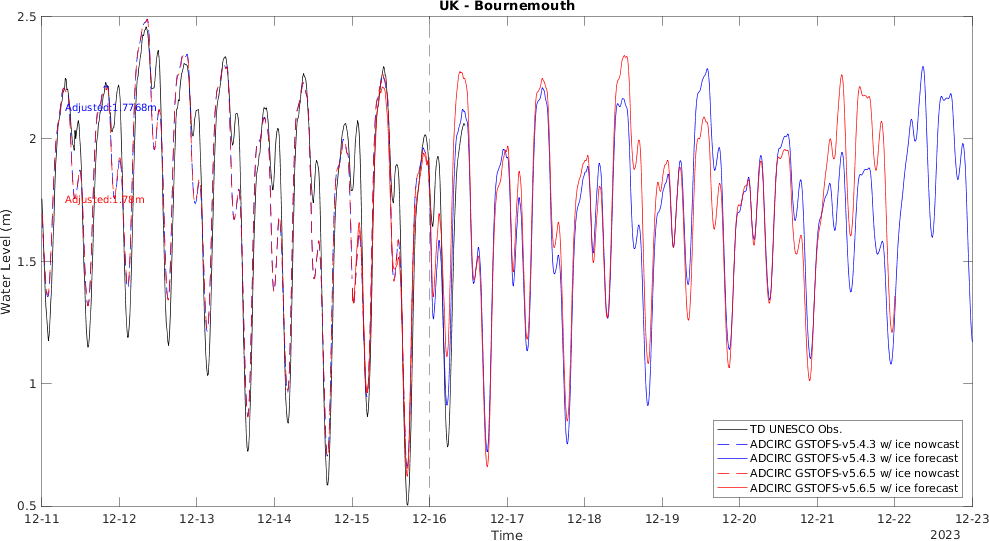 UK - Bournemouth
2.5
2
1.5
1
0.5
Water Level (m)
Adjusted:1.7768m
Adjusted:1.78m
TD UNESCO Obs.
ADCIRC GSTOFS-v5.4.3 w/ ice nowcast
ADCIRC GSTOFS-v5.4.3 w/ ice forecast
ADCIRC GSTOFS-v5.6.5 w/ ice nowcast
ADCIRC GSTOFS-v5.6.5 w/ ice forecast
12-11 12-12 12-13 12-14 12-15 12-16 12-17 12-18 12-19 12-20 12-21 12-22 12-23
Time
2023